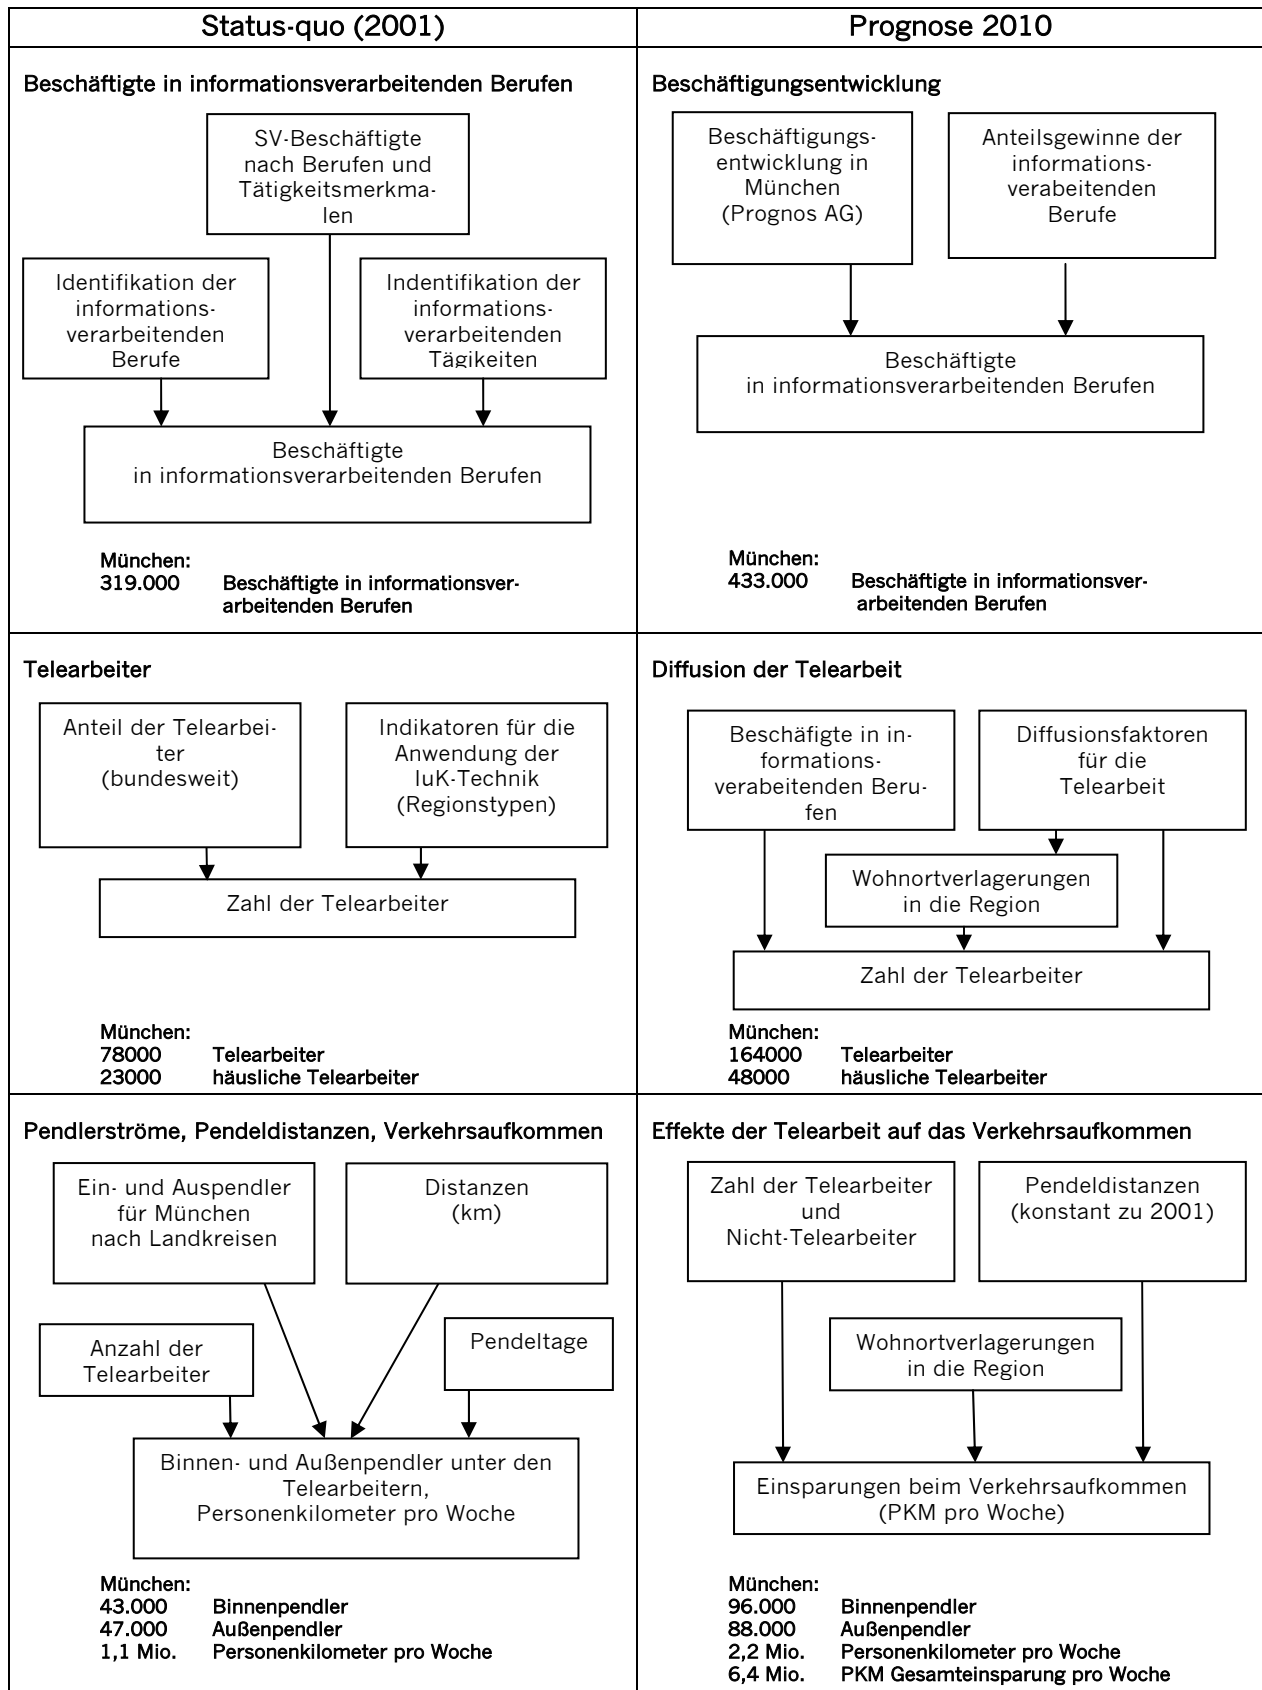 Status-quo (2001)
Prognose 2010
Beschäftigte in informationsverarbeitenden Berufen
SV-Beschäftigte
nach Berufen und
Tätigkeitsmerkma-
len
Identifikation der
informations-
verarbeitenden
Berufe
Indentifikation der
informations-
verarbeitenden
Tägikeiten
Beschäftigte
in informationsverarbeitenden Berufen
München:
319.000 Beschäftigte in informationsver-
arbeitenden Berufen
Beschäftigungsentwicklung
Beschäftigungs-
entwicklung in
München
(Prognos AG)
Anteilsgewinne der
informations-
verabeitenden
Berufe
Beschäftigte
in informationsverarbeitenden Berufen
München:
433.000 Beschäftigte in informationsver-
arbeitenden Berufen
Telearbeiter
Anteil der Telearbei-
ter
(bundesweit)
Indikatoren für die
Anwendung der
IuK-Technik
(Regionstypen)
Zahl der Telearbeiter
München:
78000 Telearbeiter
23000 häusliche Telearbeiter
Diffusion der Telearbeit
Beschäfigte in in-
formations-
verabeitenden Beru-
fen
Diffusionsfaktoren
für die
Telearbeit
Wohnortverlagerungen
in die Region
Zahl der Telearbeiter
München:
164000 Telearbeiter
48000 häusliche Telearbeiter
Pendlerströme, Pendeldistanzen, Verkehrsaufkommen
Ein- und Auspendler
für München
nach Landkreisen
Distanzen
(km)
Anzahl der
Telearbeiter
Pendeltage
Binnen- und Außenpendler unter den
Telearbeitern,
Personenkilometer pro Woche
München:
43.000 Binnenpendler
47.000 Außenpendler
1,1 Mio. Personenkilometer pro Woche
Effekte der Telearbeit auf das Verkehrsaufkommen
Zahl der Telearbeiter
und
Nicht-Telearbeiter
Pendeldistanzen
(konstant zu 2001)
Wohnortverlagerungen
in die Region
Einsparungen beim Verkehrsaufkommen
(PKM pro Woche)
München:
96.000 Binnenpendler
88.000 Außenpendler
2,2 Mio. Personenkilometer pro Woche
6,4 Mio. PKM Gesamteinsparung pro Woche